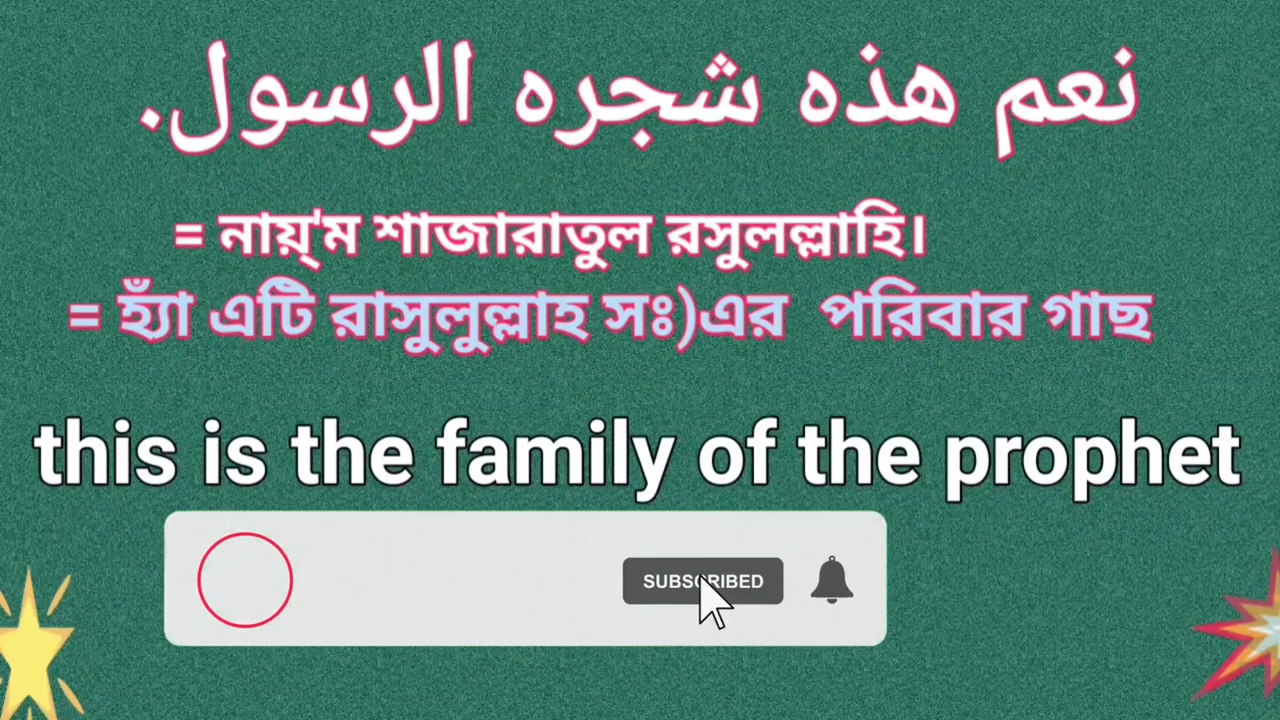 نعم هذه شجره الرسول.
= নায়্'ম শাজারাতুল রসুলল্লাহি।
= হ্যাঁ এটি রাসুলুল্লাহ সঃ)এর পরিবার গাছ
this is the family of the prophet
SUBSCRIBED